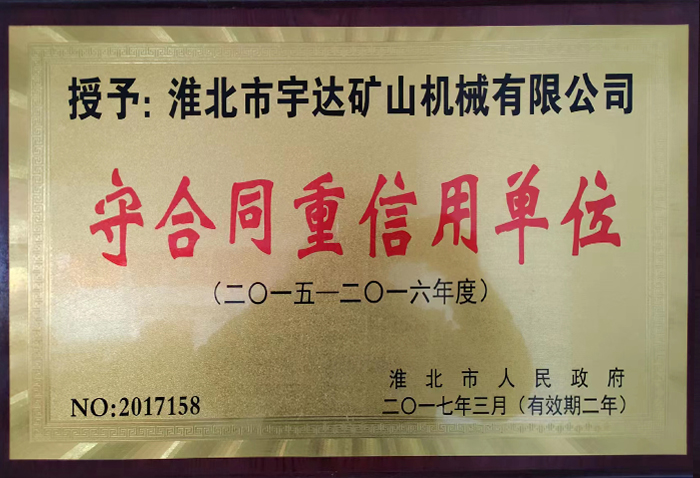 授予：淮北市宇达矿山机械有限公司
守合同重信用单位
（二〇一五—二〇一六年度）
淮北市人民政府
NO:2017158
二〇一七年三月（有效期二年）